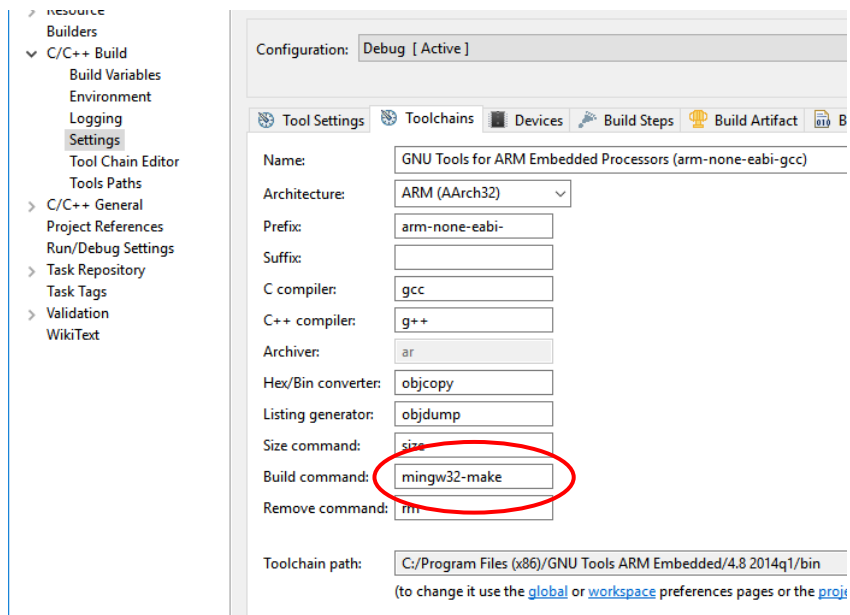 Resource
Builders
C/C++ Build
Build Variables
Environment
Logging
Settings
Tool Chain Editor
Tools Paths
C/C++ General
Project References
Run/Debug Settings
Task Repository
Task Tags
Validation
WikiText
Configuration: Debug [ Active ]
Tool Settings Toolchains Devices Build Steps Build Artifact B
Name: GNU Tools for ARM Embedded Processors (arm-none-eabi-gcc)
Architecture: ARM (AArch32)
Prefix: arm-none-eabi-
Suffix:
C compiler: gcc
C++ compiler: g++
Archiver: ar
Hex/Bin converter: objcopy
Listing generator: objdump
Size command: size
Build command: mingw32-make
Remove command: rm
Toolchain path: C:/Program Files (x86)/GNU Tools ARM Embedded/4.8 2014q1/bin
(to change it use the global or workspace preferences pages or the proje